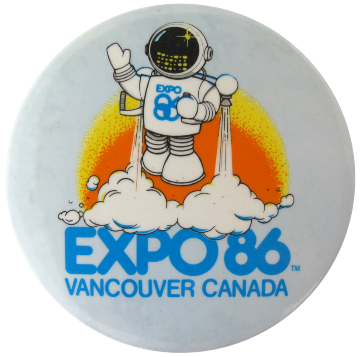 EXPO
86
EXPO 86™
VANCOUVER CANADA